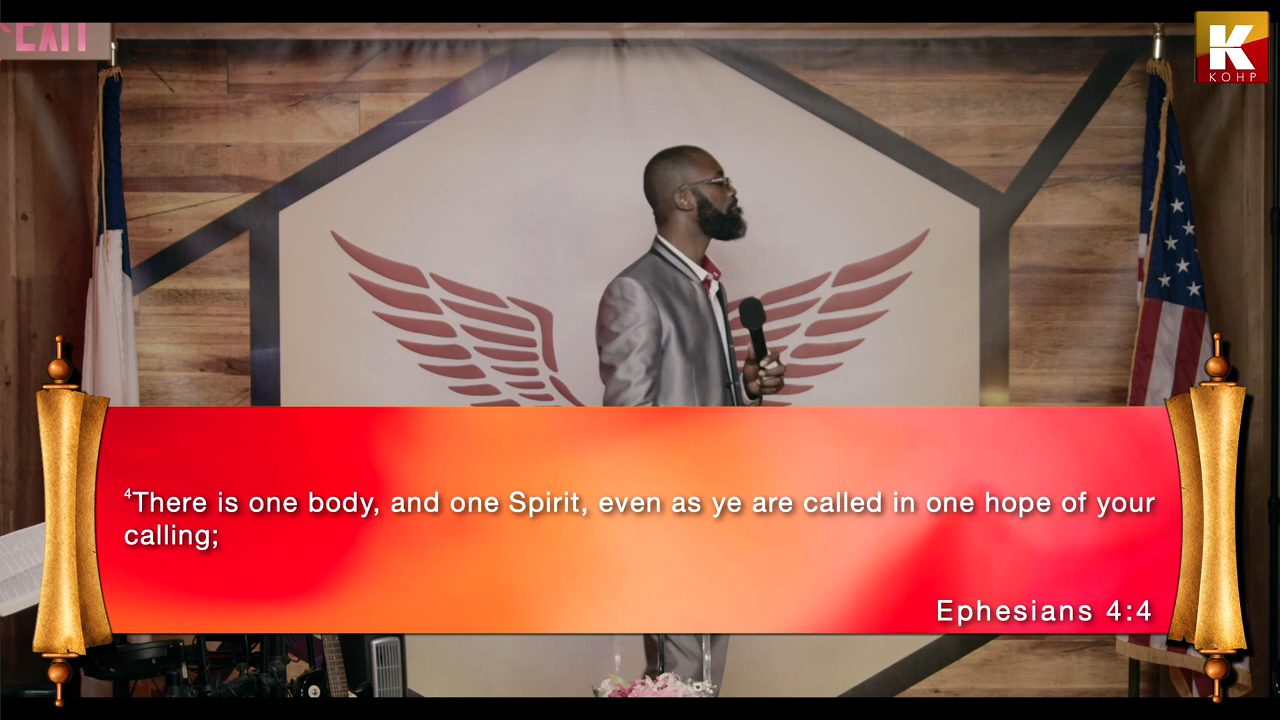 EXIT
K
KOHP
⁴There is one body, and one Spirit, even as ye are called in one hope of your
calling;
Ephesians 4:4